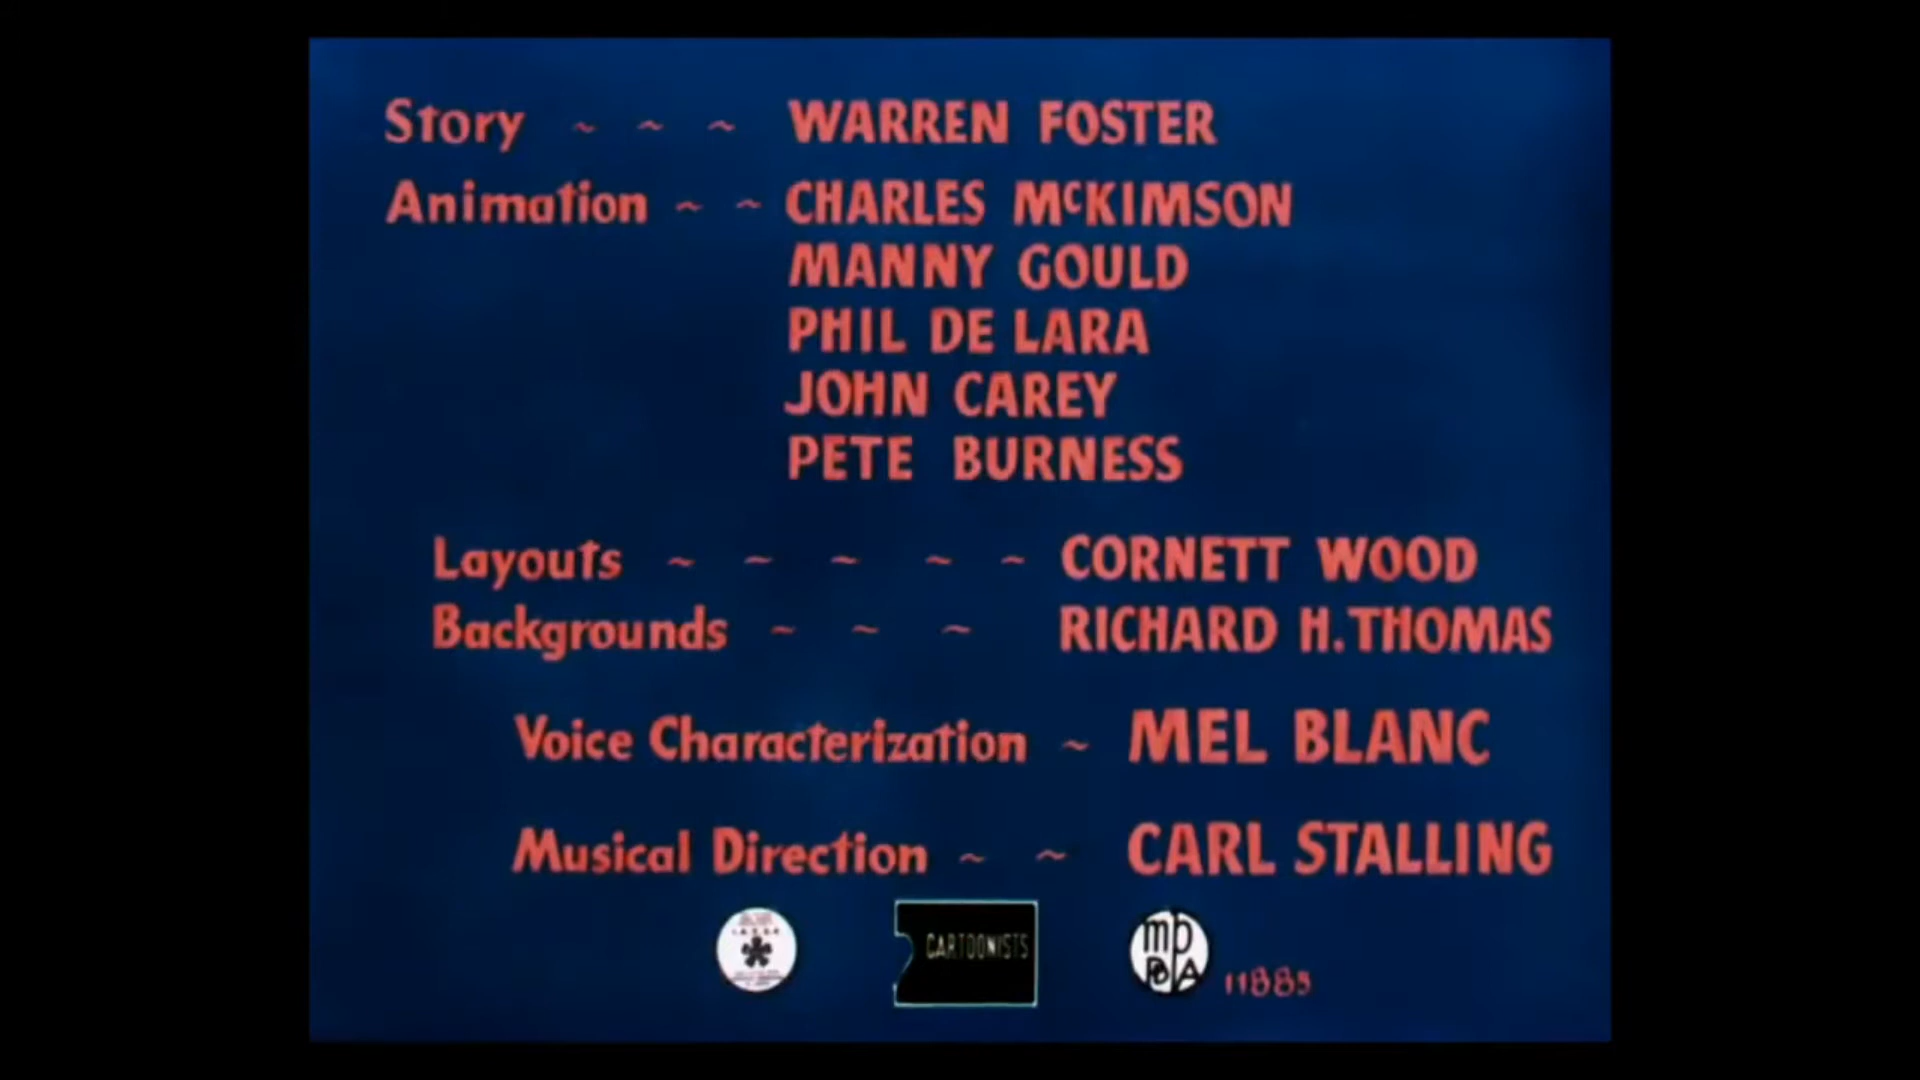 Story ~ ~ ~ WARREN FOSTER
Animation ~ ~ CHARLES McKIMSON
MANNY GOULD
PHIL DE LARA
JOHN CAREY
PETE BURNESS
Layouts ~ ~ ~ ~ ~ CORNETT WOOD
Backgrounds ~ ~ ~ RICHARD H. THOMAS
Voice Characterization ~ MEL BLANC
Musical Direction ~ ~ CARL STALLING
CARTOONISTS
11885